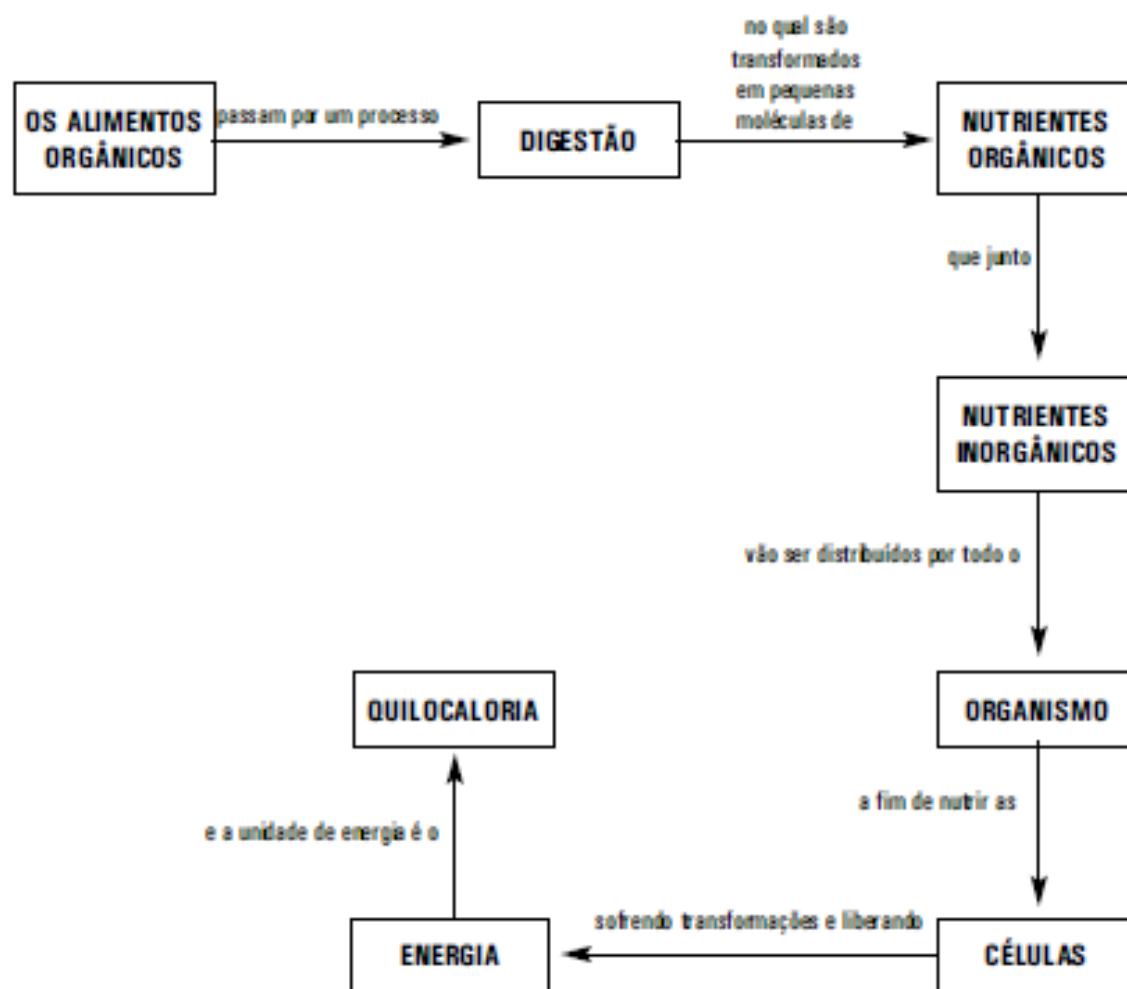 OS ALIMENTOS
ORGÂNICOS
passam por um processo
DIGESTÃO
no qual são
transformados
em pequenas
moléculas de
NUTRIENTES
ORGÂNICOS
que junto
NUTRIENTES
INORGÂNICOS
vão ser distribuídos por todo o
ORGANISMO
a fim de nutrir as
CÉLULAS
sofrendo transformações e liberando
ENERGIA
e a unidade de energia é o
QUILOCALORIA